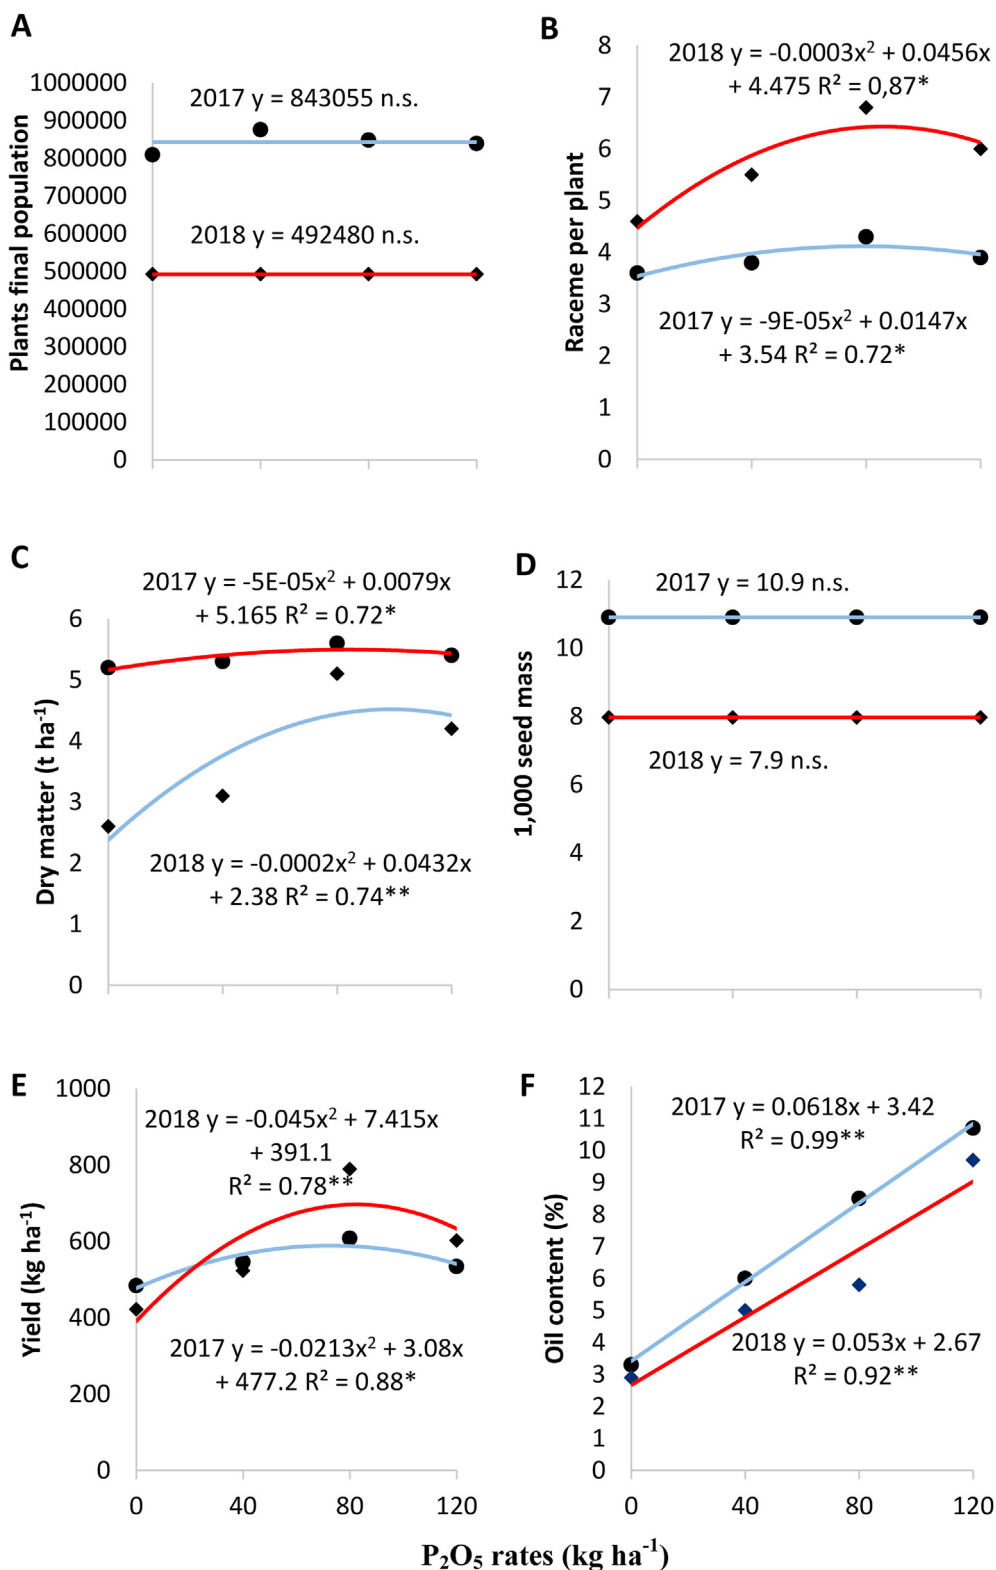 A
Plants final population
1000000
900000
800000
700000
600000
500000
400000
300000
200000
100000
0
2017 y = 843055 n.s.
2018 y = 492480 n.s.
B
Raceme per plant
8
7
6
5
4
3
2
1
0
2018 y = -0.0003x² + 0.0456x
+ 4.475 R² = 0,87*
2017 y = -9E-05x² + 0.0147x
+ 3.54 R² = 0.72*
C
Dry matter (t ha⁻¹)
6
5
4
3
2
1
0
2017 y = -5E-05x² + 0.0079x
+ 5.165 R² = 0.72*
2018 y = -0.0002x² + 0.0432x
+ 2.38 R² = 0.74**
D
1,000 seed mass
12
10
8
6
4
2
0
2017 y = 10.9 n.s.
2018 y = 7.9 n.s.
E
Yield (kg ha⁻¹)
1000
800
600
400
200
0
2018 y = -0.045x² + 7.415x
+ 391.1
R² = 0.78**
2017 y = -0.0213x² + 3.08x
+ 477.2 R² = 0.88*
0 40 80 120
F
Oil content (%)
12
11
10
9
8
7
6
5
4
3
2
1
0
2017 y = 0.0618x + 3.42
R² = 0.99**
2018 y = 0.053x + 2.67
R² = 0.92**
0 40 80 120
P₂O₅ rates (kg ha⁻¹)